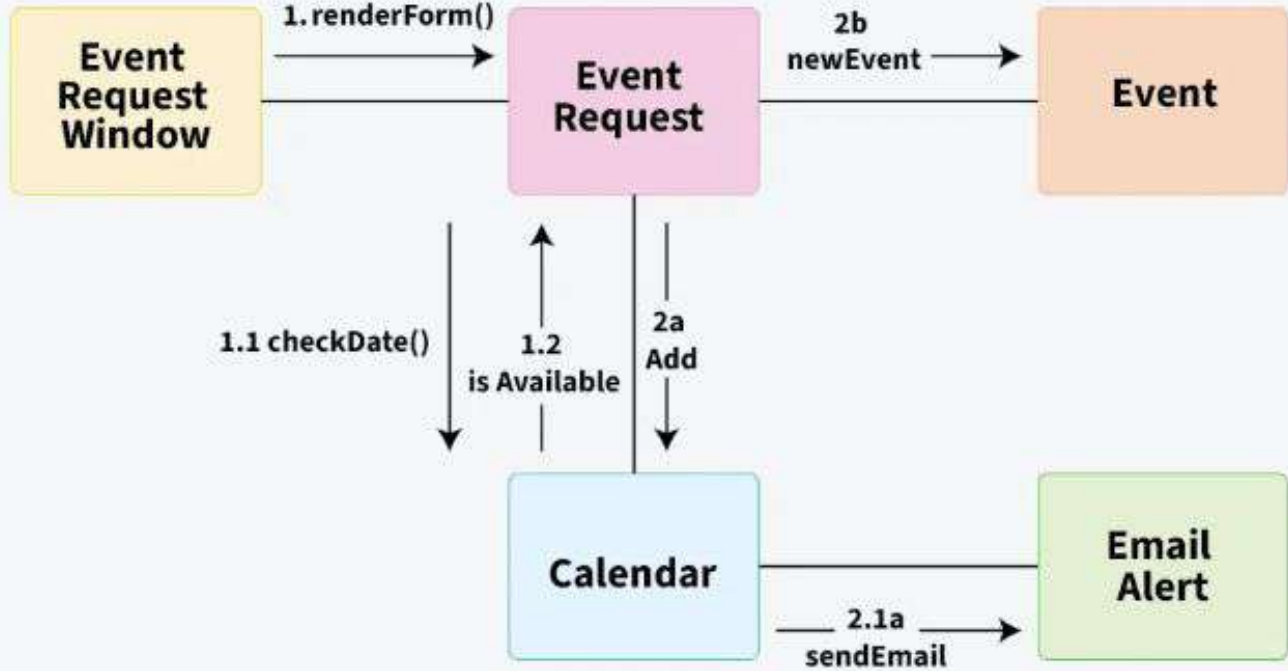 1.renderForm()
Event
Request
Window
Event
Request
2b
newEvent
Event
1.1 checkDate()
1.2
is Available
2a
Add
Calendar
Email
Alert
2.1a
sendEmail